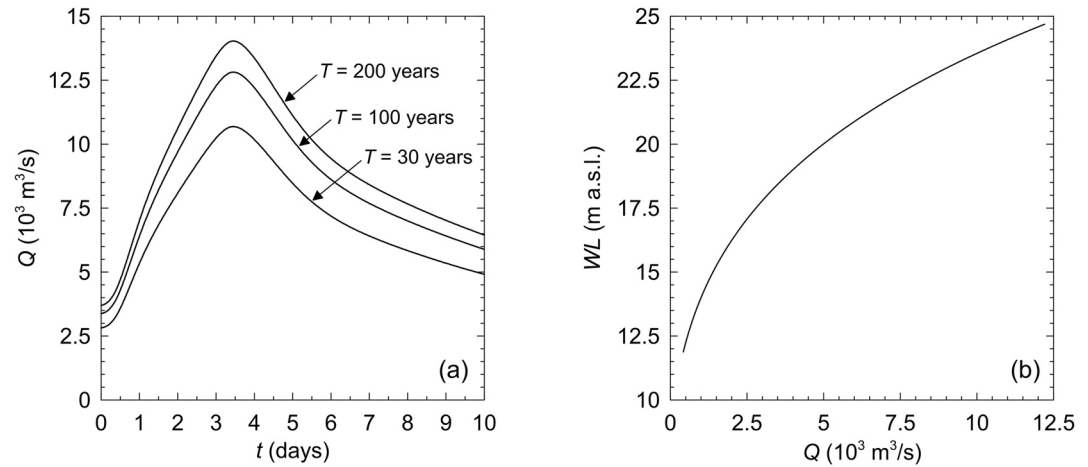 15
12.5
10
7.5
5
2.5
0
Q (10³ m³/s)
T = 200 years
T = 100 years
T = 30 years
(a)
0 1 2 3 4 5 6 7 8 9 10
t (days)
25
22.5
20
17.5
15
12.5
10
WL (m a.s.l.)
(b)
0 2.5 5 7.5 10 12.5
Q (10³ m³/s)